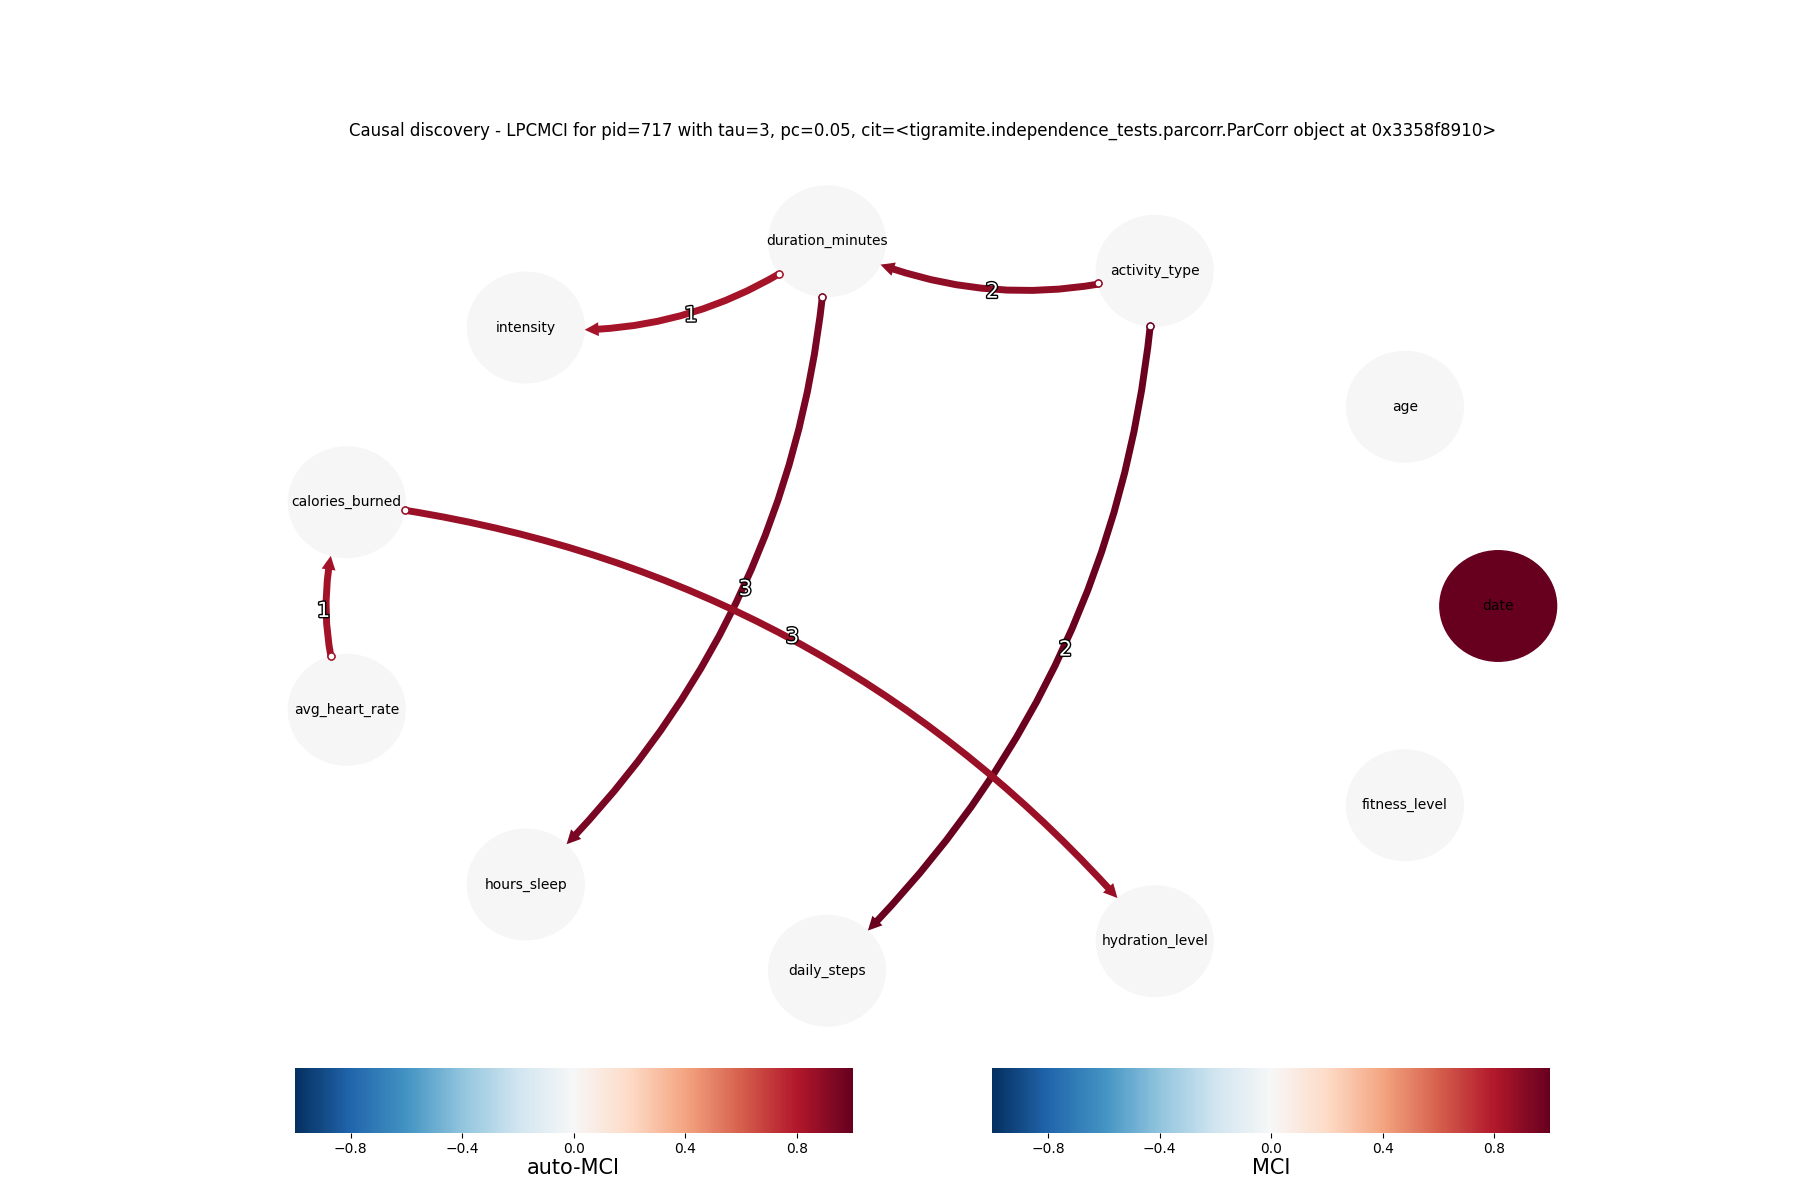 Causal discovery - LPCMCI for pid=717 with tau=3, pc=0.05, cit=<tigramite.independence_tests.parcorr.ParCorr object at 0x3358f8910>
duration_minutes
activity_type
2
1
intensity
age
calories_burned
3
date
1
3
2
avg_heart_rate
fitness_level
hours_sleep
hydration_level
daily_steps
−0.8 −0.4 0.0 0.4 0.8
auto-MCI
−0.8 −0.4 0.0 0.4 0.8
MCI